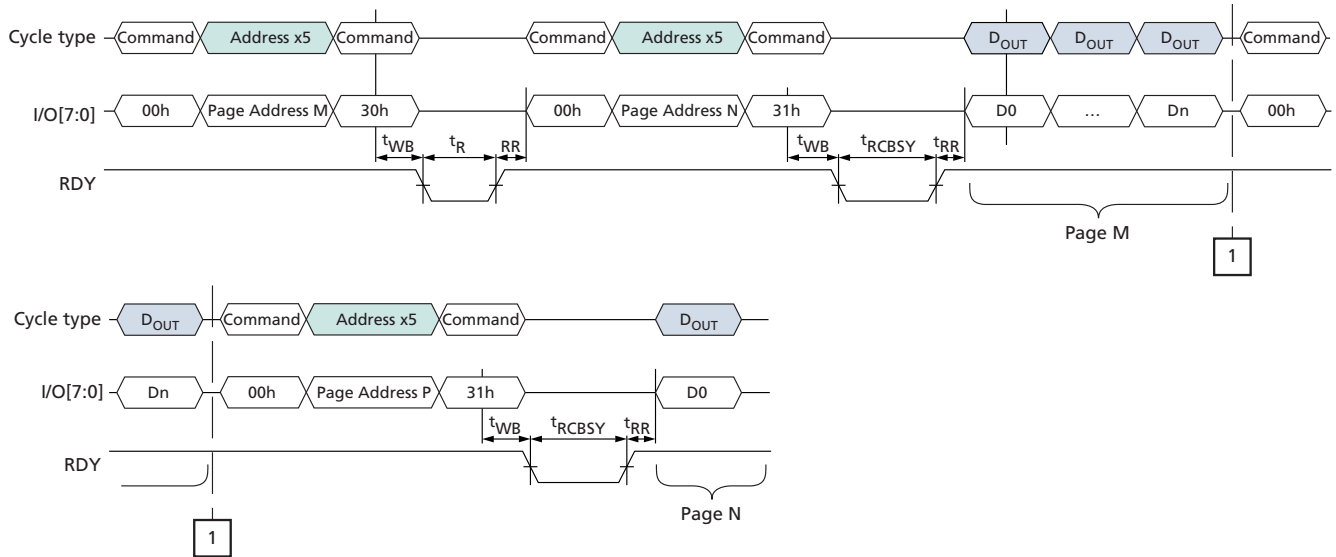 Cycle type Command Address x5 Command Command Address x5 Command DOUT DOUT DOUT Command
I/O[7:0] 00h Page Address M 30h 00h Page Address N 31h D0 ... Dn 00h
tWB tR RR tWB tRCBSY tRR
RDY
Page M
1
Cycle type DOUT Command Address x5 Command DOUT
I/O[7:0] Dn 00h Page Address P 31h D0
tWB tRCBSY tRR
RDY
Page N
1